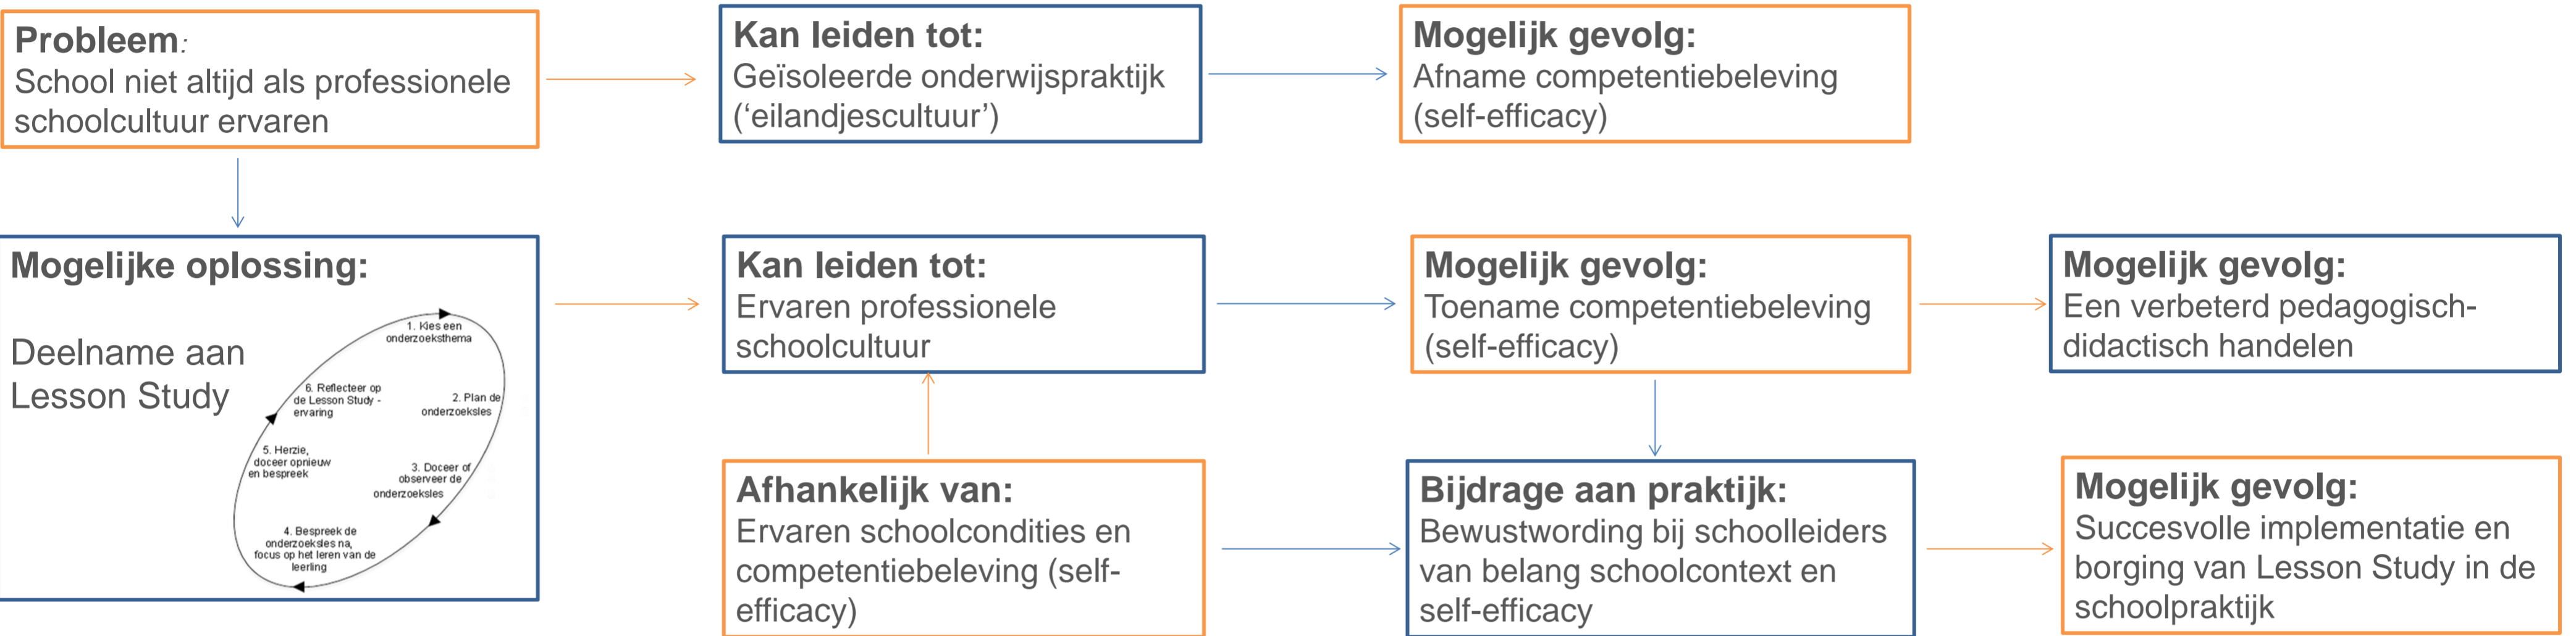 Probleem:
School niet altijd als professionele
schoolcultuur ervaren
Kan leiden tot:
Geïsoleerde onderwijspraktijk
(‘eilandjescultuur’)
Mogelijk gevolg:
Afname competentiebeleving
(self-efficacy)
Mogelijke oplossing:
Deelname aan
Lesson Study
1. Kies een
onderzoeksthema
2. Plan de
onderzoeksles
3. Doceer of
observeer de
onderzoeksles
4. Bespreek de
onderzoeksles na,
focus op het leren van de
leerling
5. Herzie,
doceer opnieuw
en bespreek
6. Reflecteer op
de Lesson Study -
ervaring
Kan leiden tot:
Ervaren professionele
schoolcultuur
Mogelijk gevolg:
Toename competentiebeleving
(self-efficacy)
Mogelijk gevolg:
Een verbeterd pedagogisch-
didactisch handelen
Afhankelijk van:
Ervaren schoolcondities en
competentiebeleving (self-
efficacy)
Bijdrage aan praktijk:
Bewustwording bij schoolleiders
van belang schoolcontext en
self-efficacy
Mogelijk gevolg:
Succesvolle implementatie en
borging van Lesson Study in de
schoolpraktijk